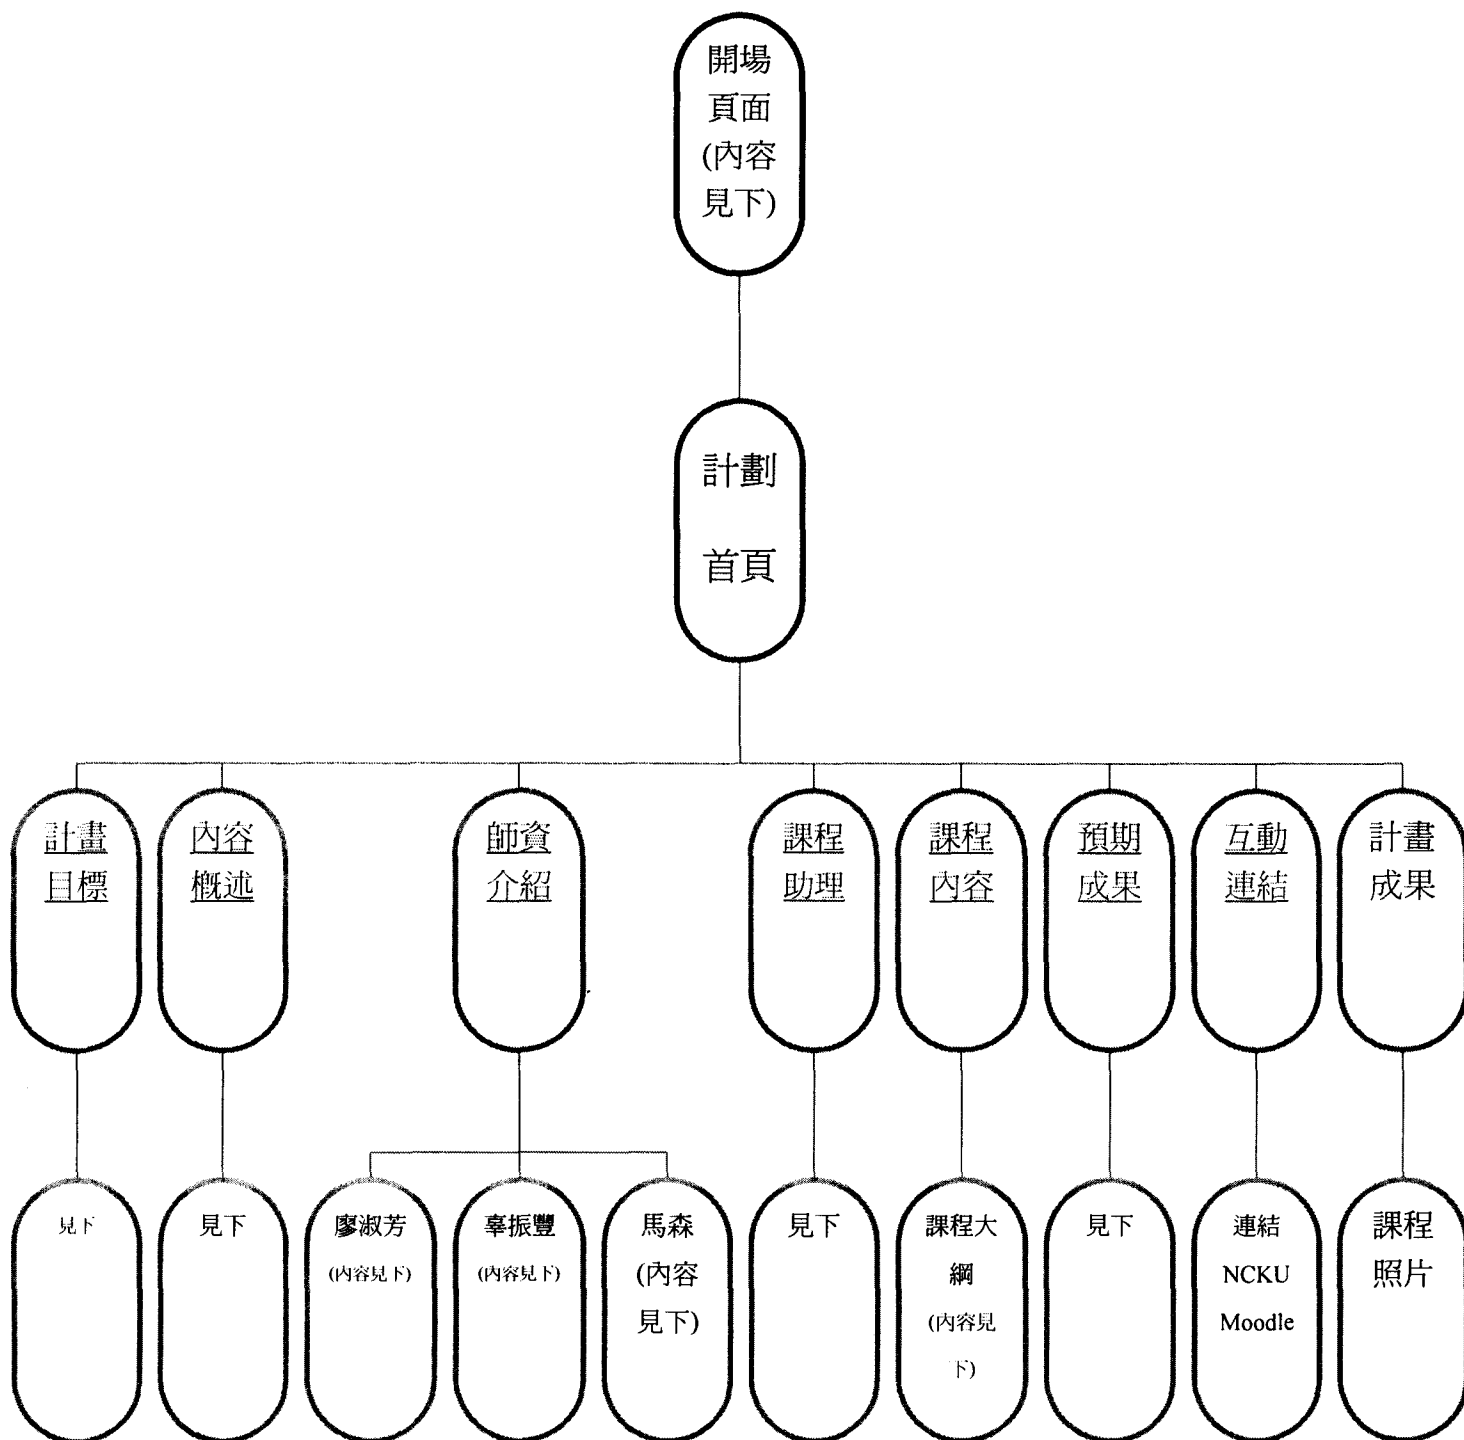 開場
頁面
(內容
見下)
計劃
首頁
計畫
目標
內容
概述
師資
介紹
課程
助理
課程
內容
預期
成果
互動
連結
計畫
成果
見下
見下
廖淑芳
(內容見下)
辜振豐
(內容見下)
馬森
(內容
見下)
見下
課程大
綱
(內容見
下)
見下
連結
NCKU
Moodle
課程
照片